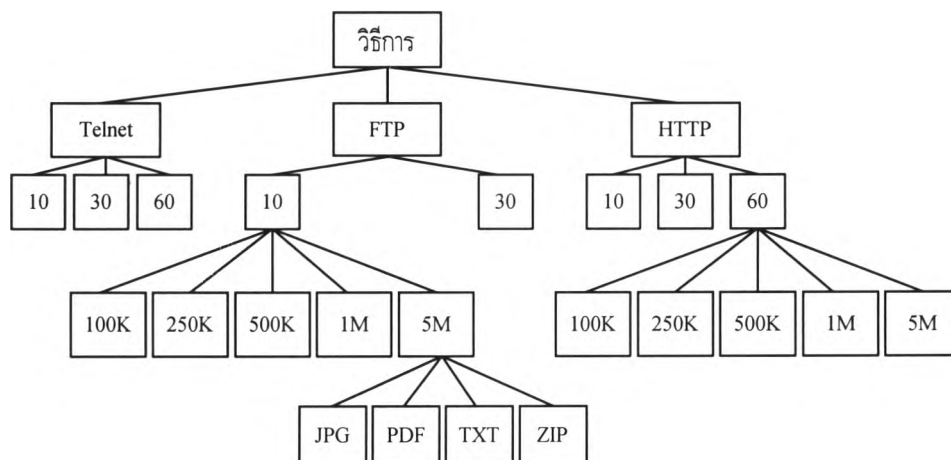 วิธีการ
Telnet FTP HTTP
10 30 60 10 30 10 30 60
100K 250K 500K 1M 5M 100K 250K 500K 1M 5M
JPG PDF TXT ZIP